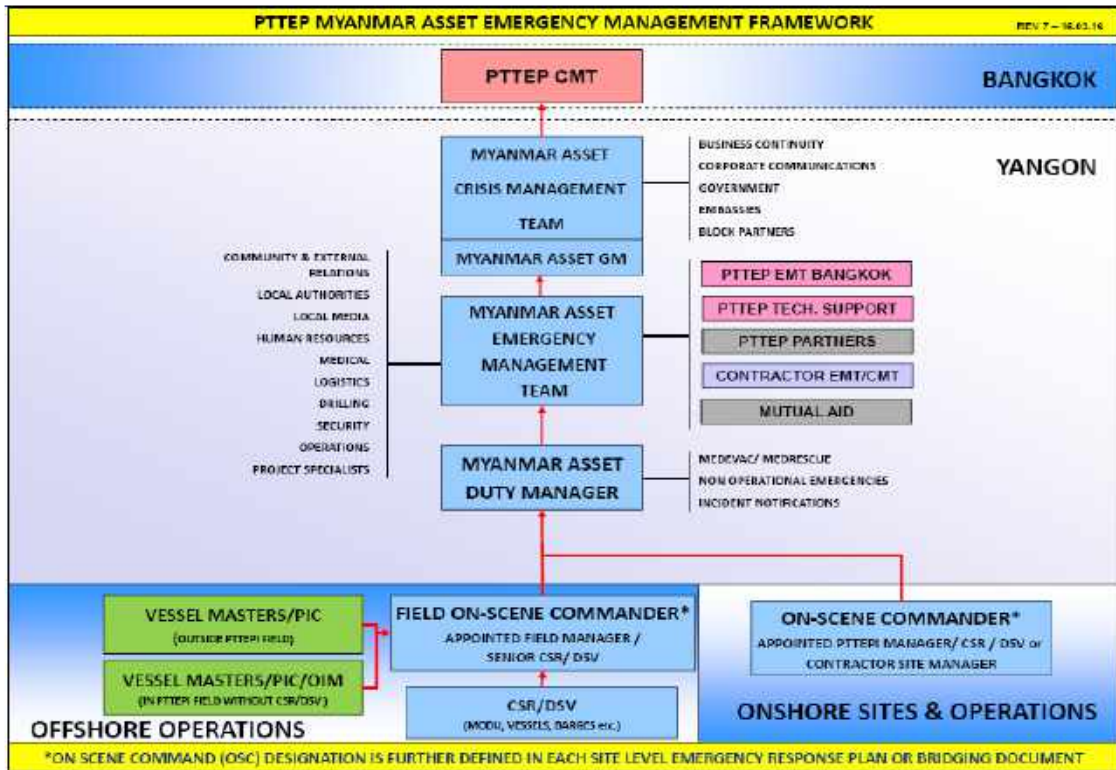 PTTEP MYANMAR ASSET EMERGENCY MANAGEMENT FRAMEWORK
REV 7 – 16.03.16
PTTEP CMT
BANGKOK
MYANMAR ASSET
CRISIS MANAGEMENT
TEAM
BUSINESS CONTINUITY
CORPORATE COMMUNICATIONS
GOVERNMENT
EMBASSIES
BLOCK PARTNERS
YANGON
MYANMAR ASSET GM
COMMUNITY & EXTERNAL
RELATIONS
LOCAL AUTHORITIES
LOCAL MEDIA
HUMAN RESOURCES
MEDICAL
LOGISTICS
DRILLING
SECURITY
OPERATIONS
PROJECT SPECIALISTS
MYANMAR ASSET
EMERGENCY
MANAGEMENT
TEAM
PTTEP EMT BANGKOK
PTTEP TECH. SUPPORT
PTTEP PARTNERS
CONTRACTOR EMT/CMT
MUTUAL AID
MYANMAR ASSET
DUTY MANAGER
MEDEVAC/ MEDRESCUE
NON OPERATIONAL EMERGENCIES
INCIDENT NOTIFICATIONS
VESSEL MASTERS/PIC
(OUTSIDE PTTEPI FIELD)
VESSEL MASTERS/PIC/OIM
(IN PTTEPI FIELD WITHOUT CSR/DSV)
FIELD ON-SCENE COMMANDER*
APPOINTED FIELD MANAGER /
SENIOR CSR/ DSV
CSR/DSV
(MODU, VESSELS, BARGES etc.)
OFFSHORE OPERATIONS
ON-SCENE COMMANDER*
APPOINTED PTTEPI MANAGER/ CSR / DSV or
CONTRACTOR SITE MANAGER
ONSHORE SITES & OPERATIONS
*ON SCENE COMMAND (OSC) DESIGNATION IS FURTHER DEFINED IN EACH SITE LEVEL EMERGENCY RESPONSE PLAN OR BRIDGING DOCUMENT